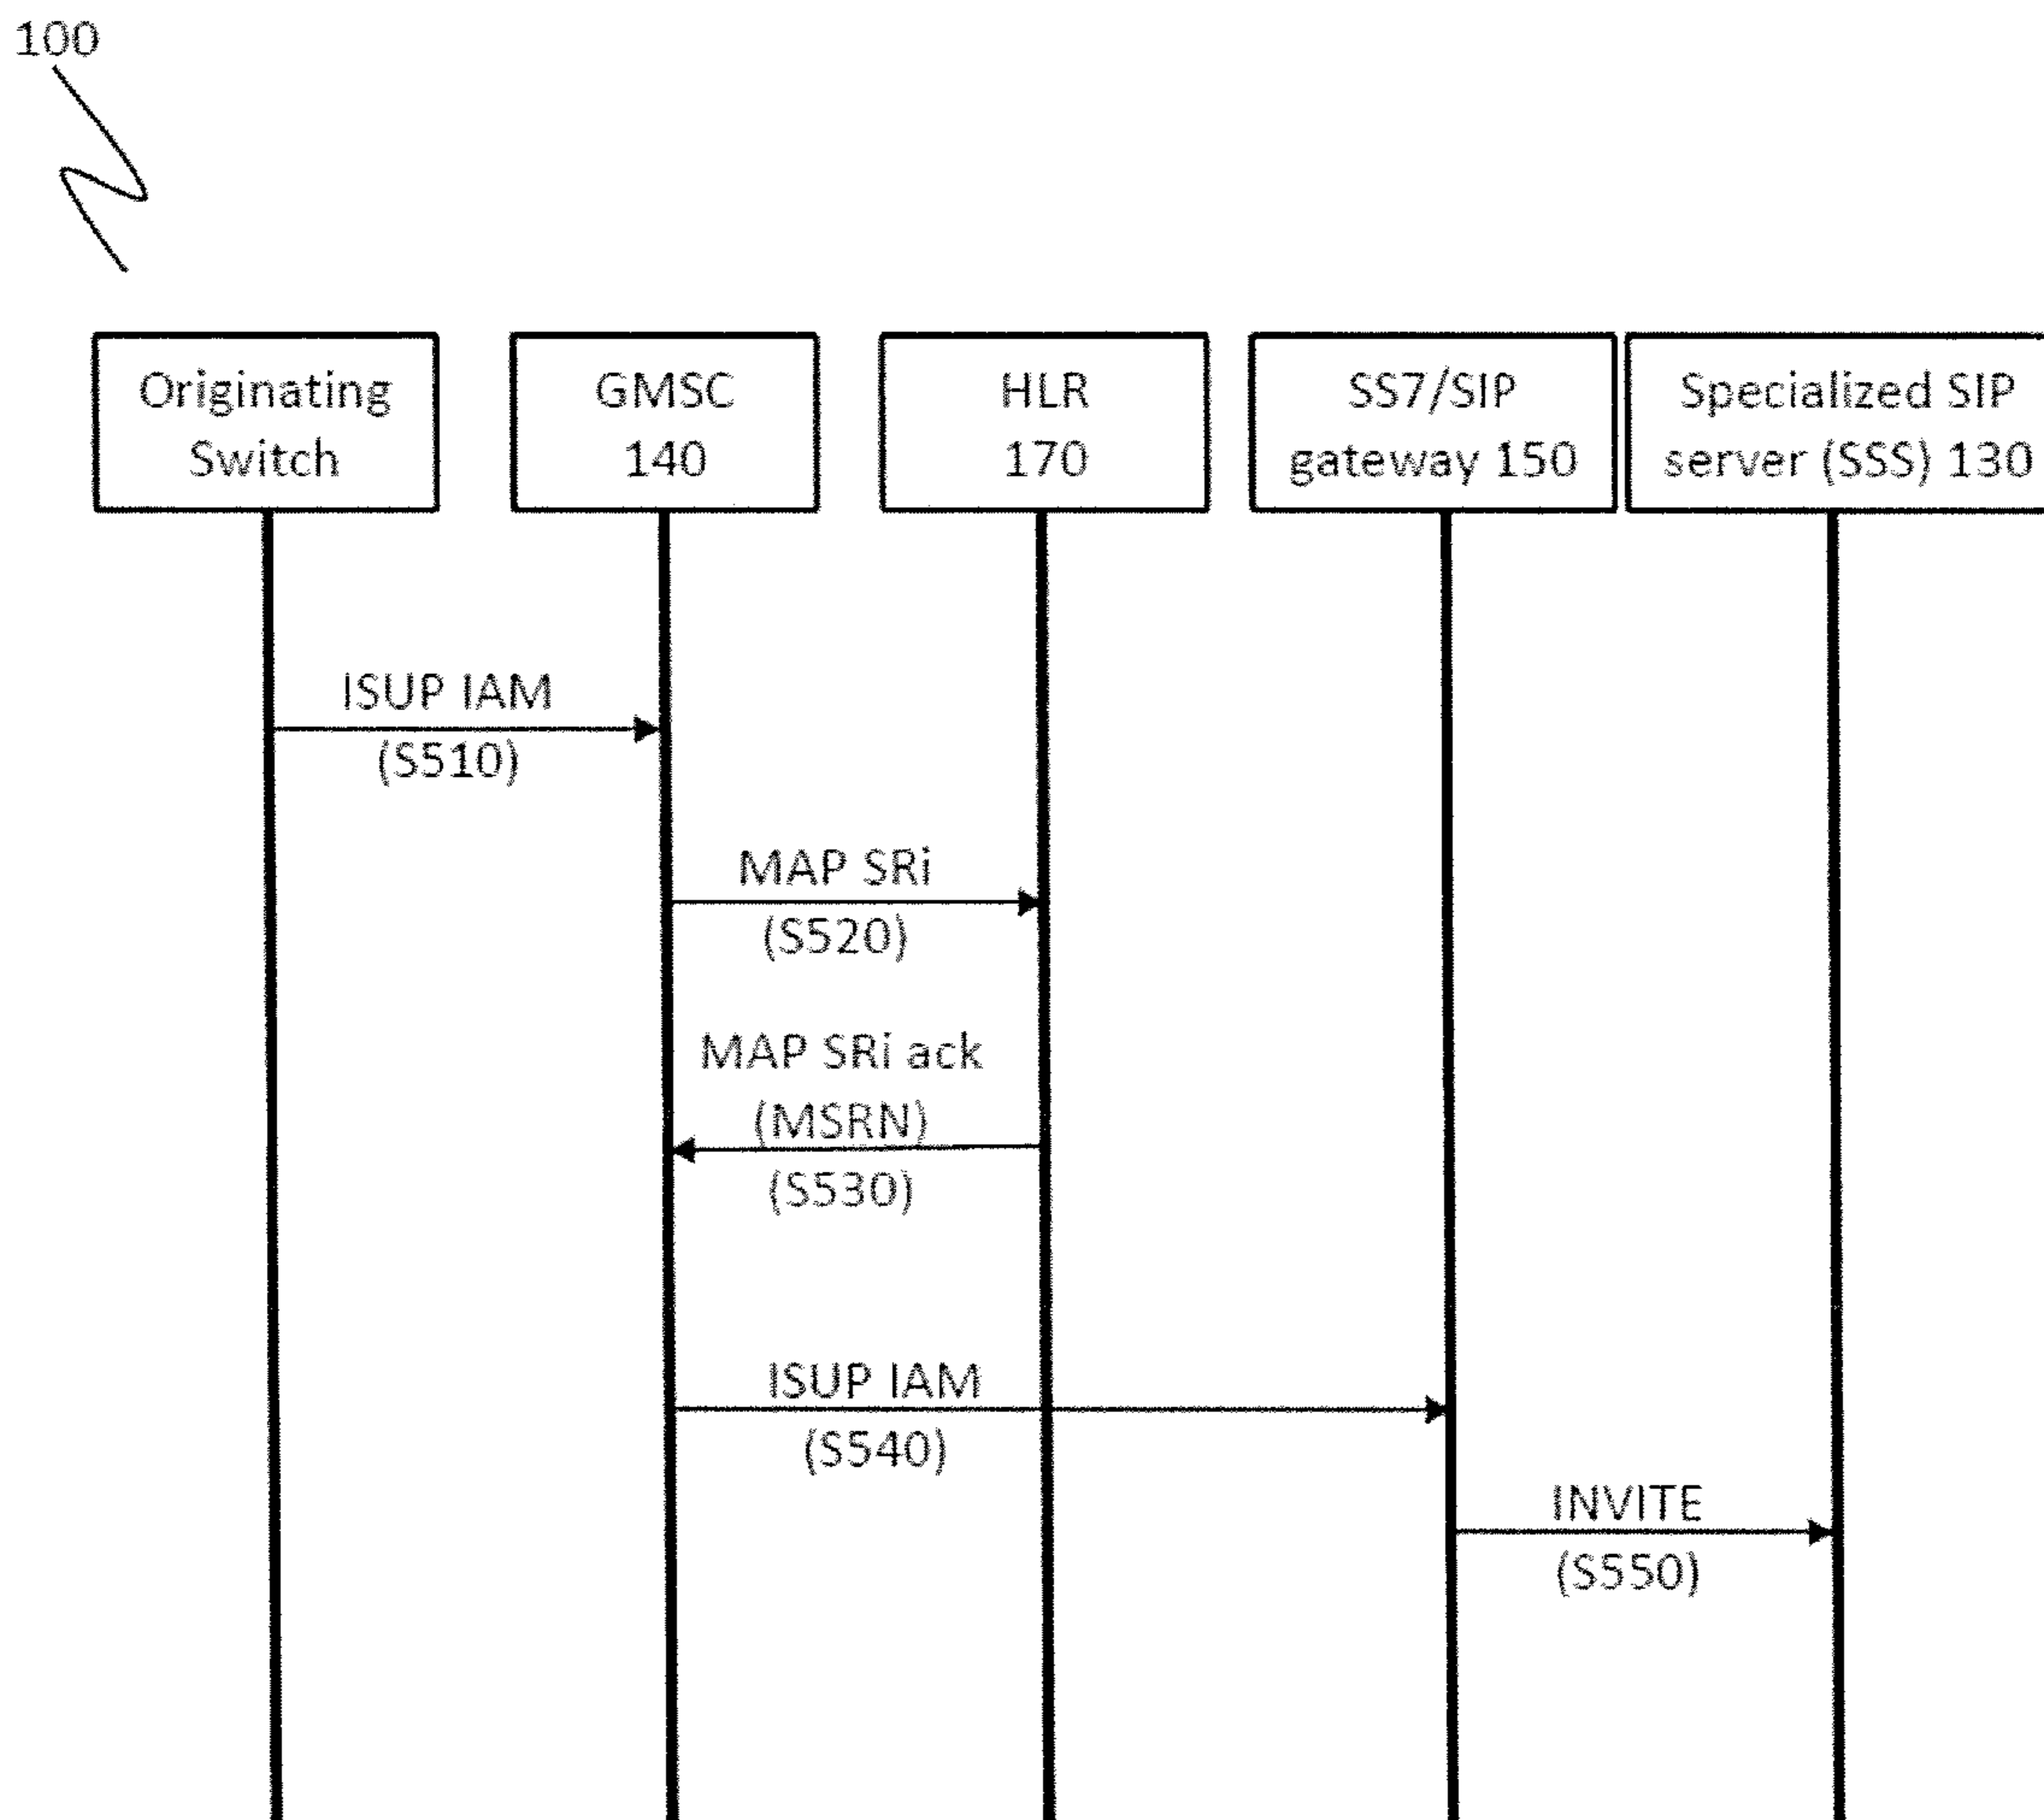 100
Originating
Switch
GMSC
140
HLR
170
SS7/SIP
gateway 150
Specialized SIP
server (SSS) 130
ISUP IAM
(S510)
MAP SRi
(S520)
MAP SRi ack
(MSRN)
(S530)
ISUP IAM
(S540)
INVITE
(S550)